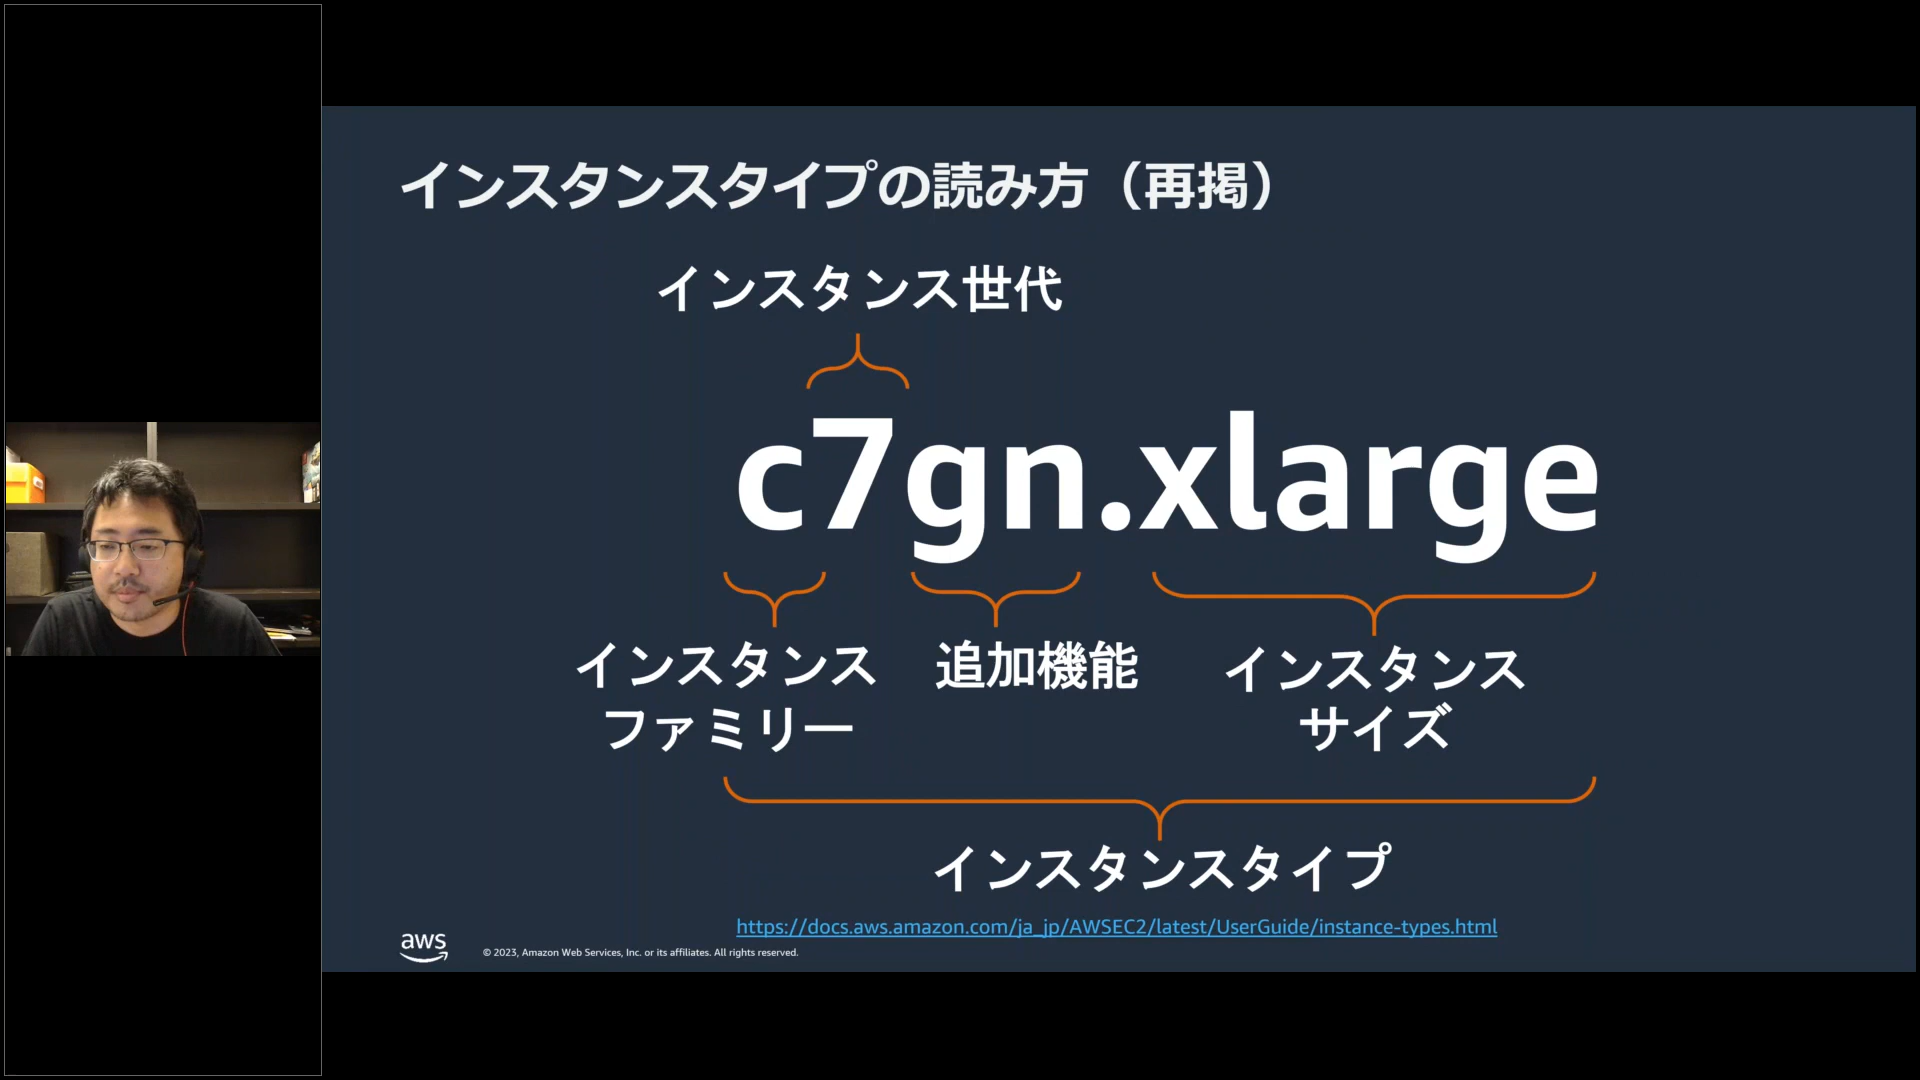 インスタンスタイプの読み方（再掲）
インスタンス世代
c7gn.xlarge
インスタンス
ファミリー
追加機能
インスタンス
サイズ
インスタンスタイプ
https://docs.aws.amazon.com/ja_jp/AWSEC2/latest/UserGuide/instance-types.html
aws
© 2023, Amazon Web Services, Inc. or its affiliates. All rights reserved.